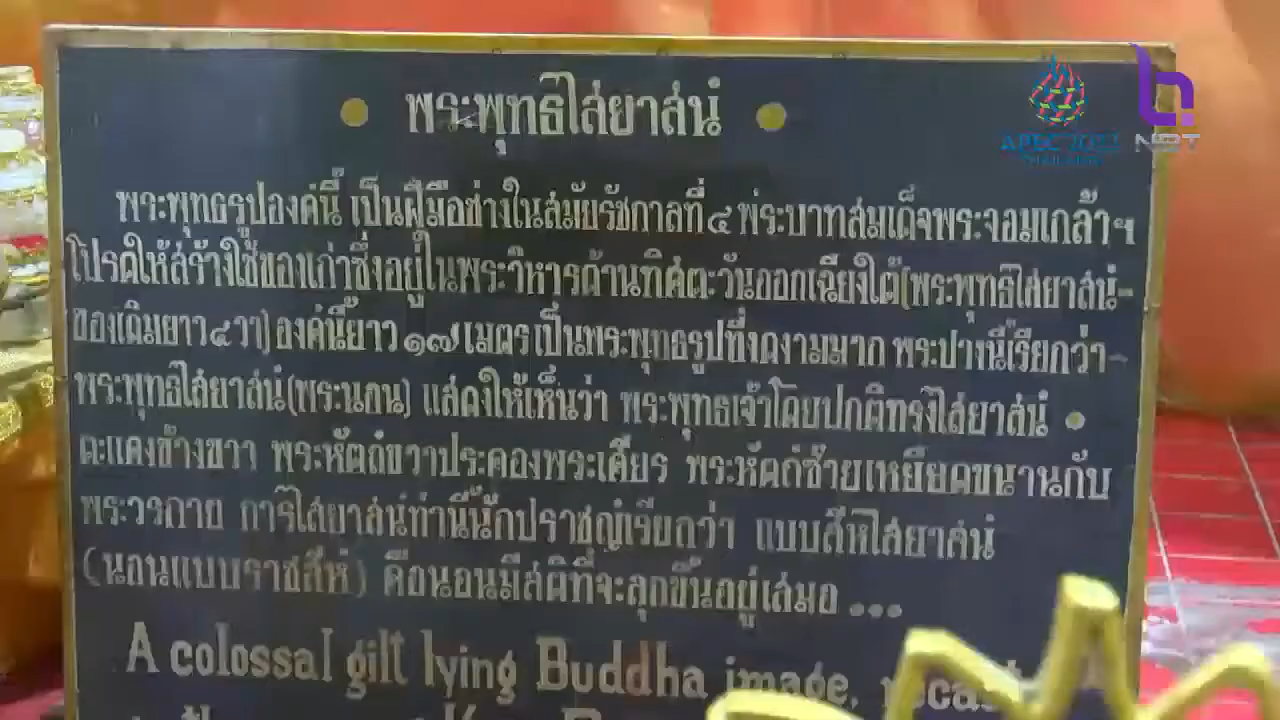 พระพุทธไสยาสน์
พระพุทธรูปองค์นี้ เป็นฝีมือช่างในสมัยรัชกาลที่ ๔ พระบาทสมเด็จพระจอมเกล้าฯ
โปรดให้สร้างใช้ของเก่าซึ่งอยู่ในพระวิหารด้านทิศตะวันออกเฉียงใต้(พระพุทธไสยาสน์-
ของเดิมยาว ๔ วา) องค์นี้ยาว ๑๗ เมตร เป็นพระพุทธรูปที่งดงามมาก พระปางนี้เรียกว่า-
พระพุทธไสยาสน์(พระนอน) แสดงให้เห็นว่า พระพุทธเจ้าโดยปกติทรงไสยาสน์
ตะแคงข้างขวา พระหัตถ์ขวาประคองพระเศียร พระหัตถ์ซ้ายเหยียดขนานกับ
พระวรกาย การไสยาสน์ท่านี้นักปราชญ์เรียกว่า แบบสีหไสยาศน์
(นอนแบบราชสีห์) คือนอนมีสติที่จะลุกขึ้นอยู่เสมอ ...
A colossal gilt lying Buddha image,
APEC 2022
THAILAND
NBT